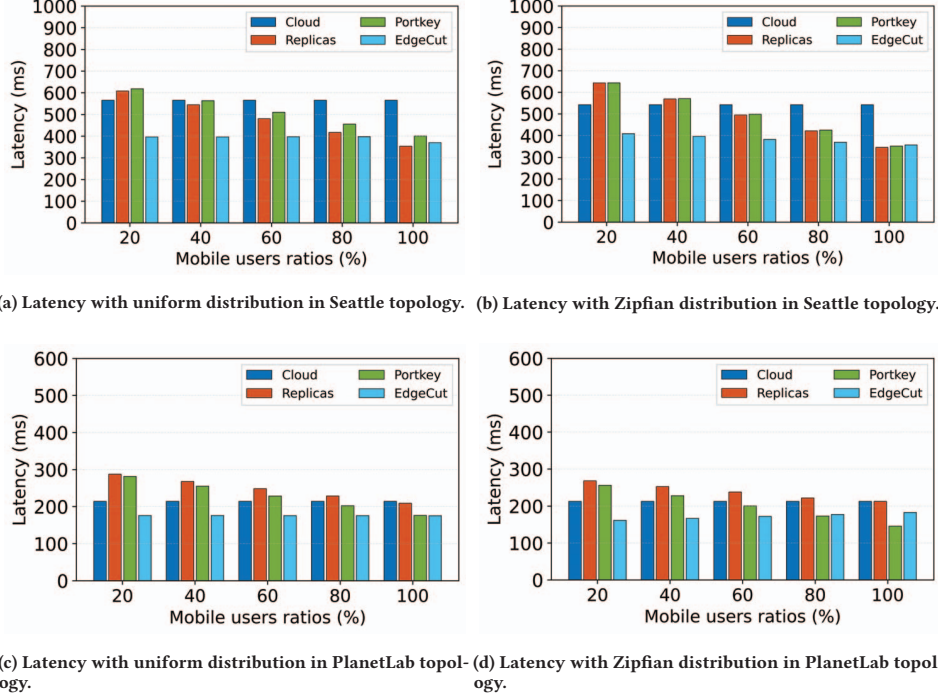 1000
900
800
700
600
500
400
300
200
100
0
Latency (ms)
Cloud Portkey
Replicas EdgeCut
20 40 60 80 100
Mobile users ratios (%)
(a) Latency with uniform distribution in Seattle topology.
1000
900
800
700
600
500
400
300
200
100
0
Latency (ms)
Cloud Portkey
Replicas EdgeCut
20 40 60 80 100
Mobile users ratios (%)
(b) Latency with Zipfian distribution in Seattle topology.
600
500
400
300
200
100
0
Latency (ms)
Cloud Portkey
Replicas EdgeCut
20 40 60 80 100
Mobile users ratios (%)
(c) Latency with uniform distribution in PlanetLab topol-
ogy.
600
500
400
300
200
100
0
Latency (ms)
Cloud Portkey
Replicas EdgeCut
20 40 60 80 100
Mobile users ratios (%)
(d) Latency with Zipfian distribution in PlanetLab topol
ogy.